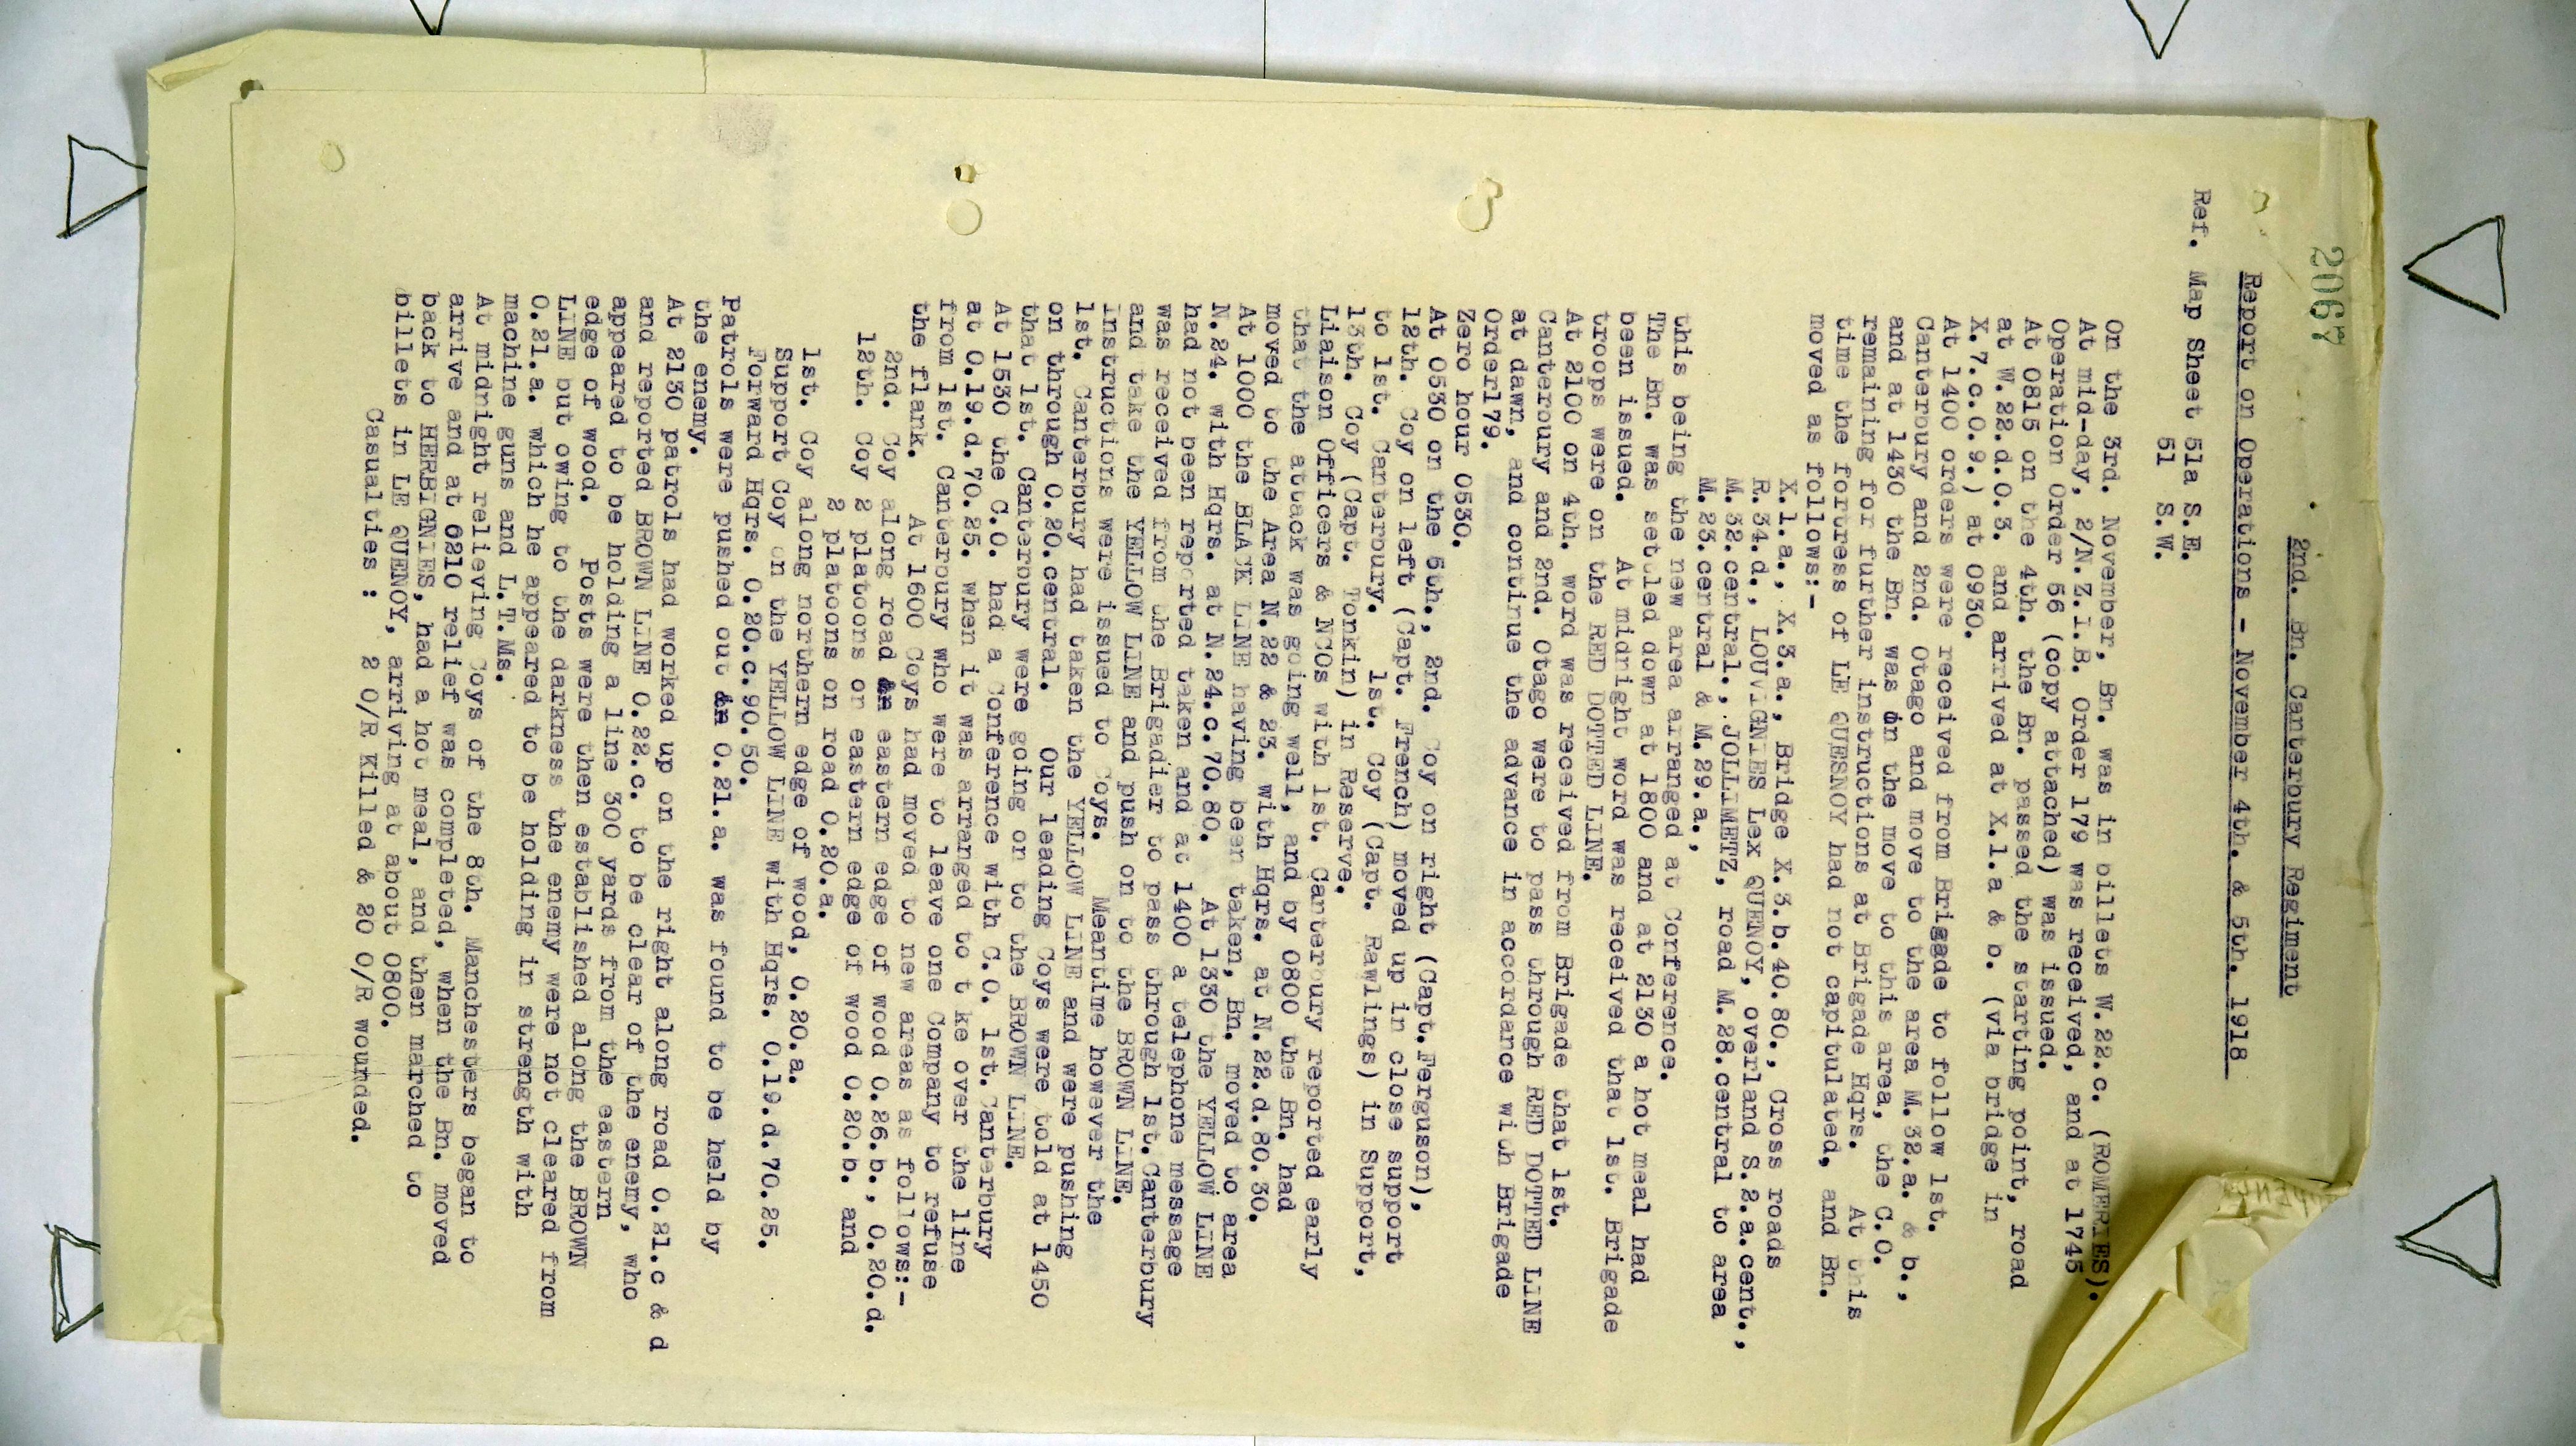 2067
2nd. Bn. Canterbury Regiment
Report on Operations - November 4th. & 5th. 1918
Ref. Map Sheet 51a S.E.
51 S.W.
On the 3rd. November, Bn. was in billets W.22.c. (ROMERIES).
At mid-day, 2/N.Z.I.B. Order 179 was received, and at 1745
Operation Order 56 (copy attached) was issued.
At 0815 on the 4th. the Bn. passed the starting point, road
at W.22.d.0.3. and arrived at X.1.a & b. (via bridge in
X.7.c.0.9.) at 0930.
At 1400 orders were received from Brigade to follow 1st.
Canterbury and 2nd. Otago and move to the area M.32.a. & b.,
and at 1430 the Bn. was on the move to this area, the C.O.
remaining for further instructions at Brigade Hqrs. At this
time the fortress of LE QUESNOY had not capitulated, and Bn.
moved as follows:-
X.1.a., X.3.a., Bridge X.3.b.40.80., Cross roads
R.34.d., LOUVIGNIES Lex QUENOY, overland S.2.a.cent.,
M.32.central., JOLLIMETZ, road M.28.central to area
M.23.central & M.29.a.,
this being the new area arranged at Conference.
The Bn. was settled down at 1800 and at 2130 a hot meal had
been issued. At midnight word was received that 1st. Brigade
troops were on the RED DOTTED LINE.
At 2100 on 4th. word was received from Brigade that 1st.
Canterbury and 2nd. Otago were to pass through RED DOTTED LINE
at dawn, and continue the advance in accordance with Brigade
Order179.
Zero hour 0530.
At 0530 on the 5th., 2nd. Coy on right (Capt.Ferguson),
12th. Coy on left (Capt. French) moved up in close support
to 1st. Canterbury. 1st. Coy (Capt. Rawlings) in Support,
13th. Coy (Capt. Tonkin) in Reserve.
Liaison Officers & NCOs with 1st. Canterbury reported early
that the attack was going well, and by 0800 the Bn. had
moved to the Area N.22 & 23. with Hqrs. at N.22.d.80.30.
At 1000 the BLACK LINE having been taken, Bn. moved to area
N.24. with Hqrs. at N.24.c.70.80. At 1330 the YELLOW LINE
had not been reported taken and at 1400 a telephone message
was received from the Brigadier to pass through 1st.Canterbury
and take the YELLOW LINE and push on to the BROWN LINE.
Instructions were issued to Coys. Meantime however the
1st. Canterbury had taken the YELLOW LINE and were pushing
on through O.20.central. Our leading Coys were told at 1450
that 1st. Canterbury were going on to the BROWN LINE.
At 1530 the C.O. had a Conference with C.O. 1st. Canterbury
at O.19.d.70.25. when it was arranged to t ke over the line
from 1st. Canterbury who were to leave one Company to refuse
the flank. At 1600 Coys had moved to new areas as follows:-
2nd. Coy along road in eastern edge of wood O.26.b., O.20.d.
12th. Coy 2 platoons on eastern edge of wood O.20.b. and
2 platoons on road O.20.a.
1st. Coy along northern edge of wood, O.20.a.
Support Coy on the YELLOW LINE with Hqrs. O.19.d.70.25.
Forward Hqrs. O.20.c.90.50.
Patrols were pushed out in O.21.a. was found to be held by
the enemy.
At 2130 patrols had worked up on the right along road O.21.c & d
and reported BROWN LINE O.22.c. to be clear of the enemy, who
appeared to be holding a line 300 yards from the eastern
edge of wood. Posts were then established along the BROWN
LINE but owing to the darkness the enemy were not cleared from
O.21.a. which he appeared to be holding in strength with
machine guns and L.T.Ms.
At midnight relieving Coys of the 8th. Manchesters began to
arrive and at 0210 relief was completed, when the Bn. moved
back to HERBIGNIES, had a hot meal, and then marched to
billets in LE QUENOY, arriving at about 0800.
Casualties : 2 O/R Killed & 20 O/R wounded.